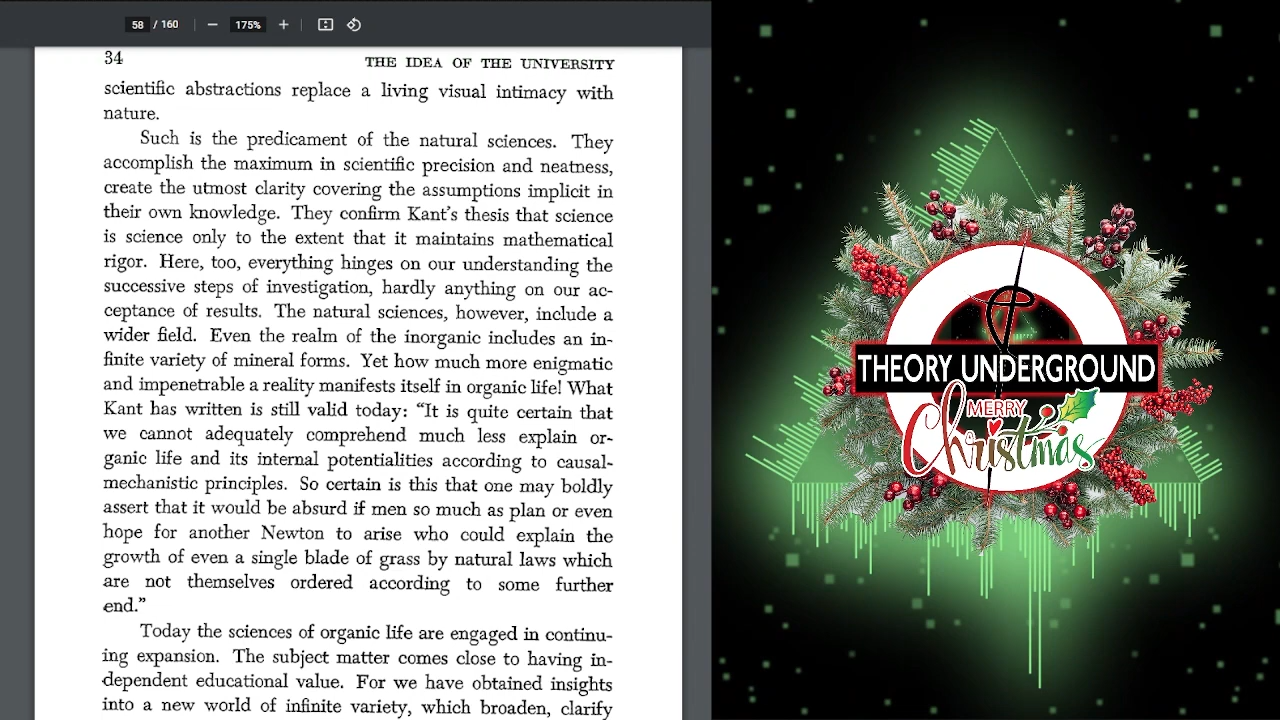 58 / 160
175%
34
THE IDEA OF THE UNIVERSITY
scientific abstractions replace a living visual intimacy with
nature.
Such is the predicament of the natural sciences. They
accomplish the maximum in scientific precision and neatness,
create the utmost clarity covering the assumptions implicit in
their own knowledge. They confirm Kant's thesis that science
is science only to the extent that it maintains mathematical
rigor. Here, too, everything hinges on our understanding the
successive steps of investigation, hardly anything on our ac-
ceptance of results. The natural sciences, however, include a
wider field. Even the realm of the inorganic includes an in-
finite variety of mineral forms. Yet how much more enigmatic
and impenetrable a reality manifests itself in organic life! What
Kant has written is still valid today: “It is quite certain that
we cannot adequately comprehend much less explain or-
ganic life and its internal potentialities according to causal-
mechanistic principles. So certain is this that one may boldly
assert that it would be absurd if men so much as plan or even
hope for another Newton to arise who could explain the
growth of even a single blade of grass by natural laws which
are not themselves ordered according to some further
end.”
Today the sciences of organic life are engaged in continu-
ing expansion. The subject matter comes close to having in-
dependent educational value. For we have obtained insights
into a new world of infinite variety, which broaden, clarify
THEORY UNDERGROUND
MERRY
Christmas